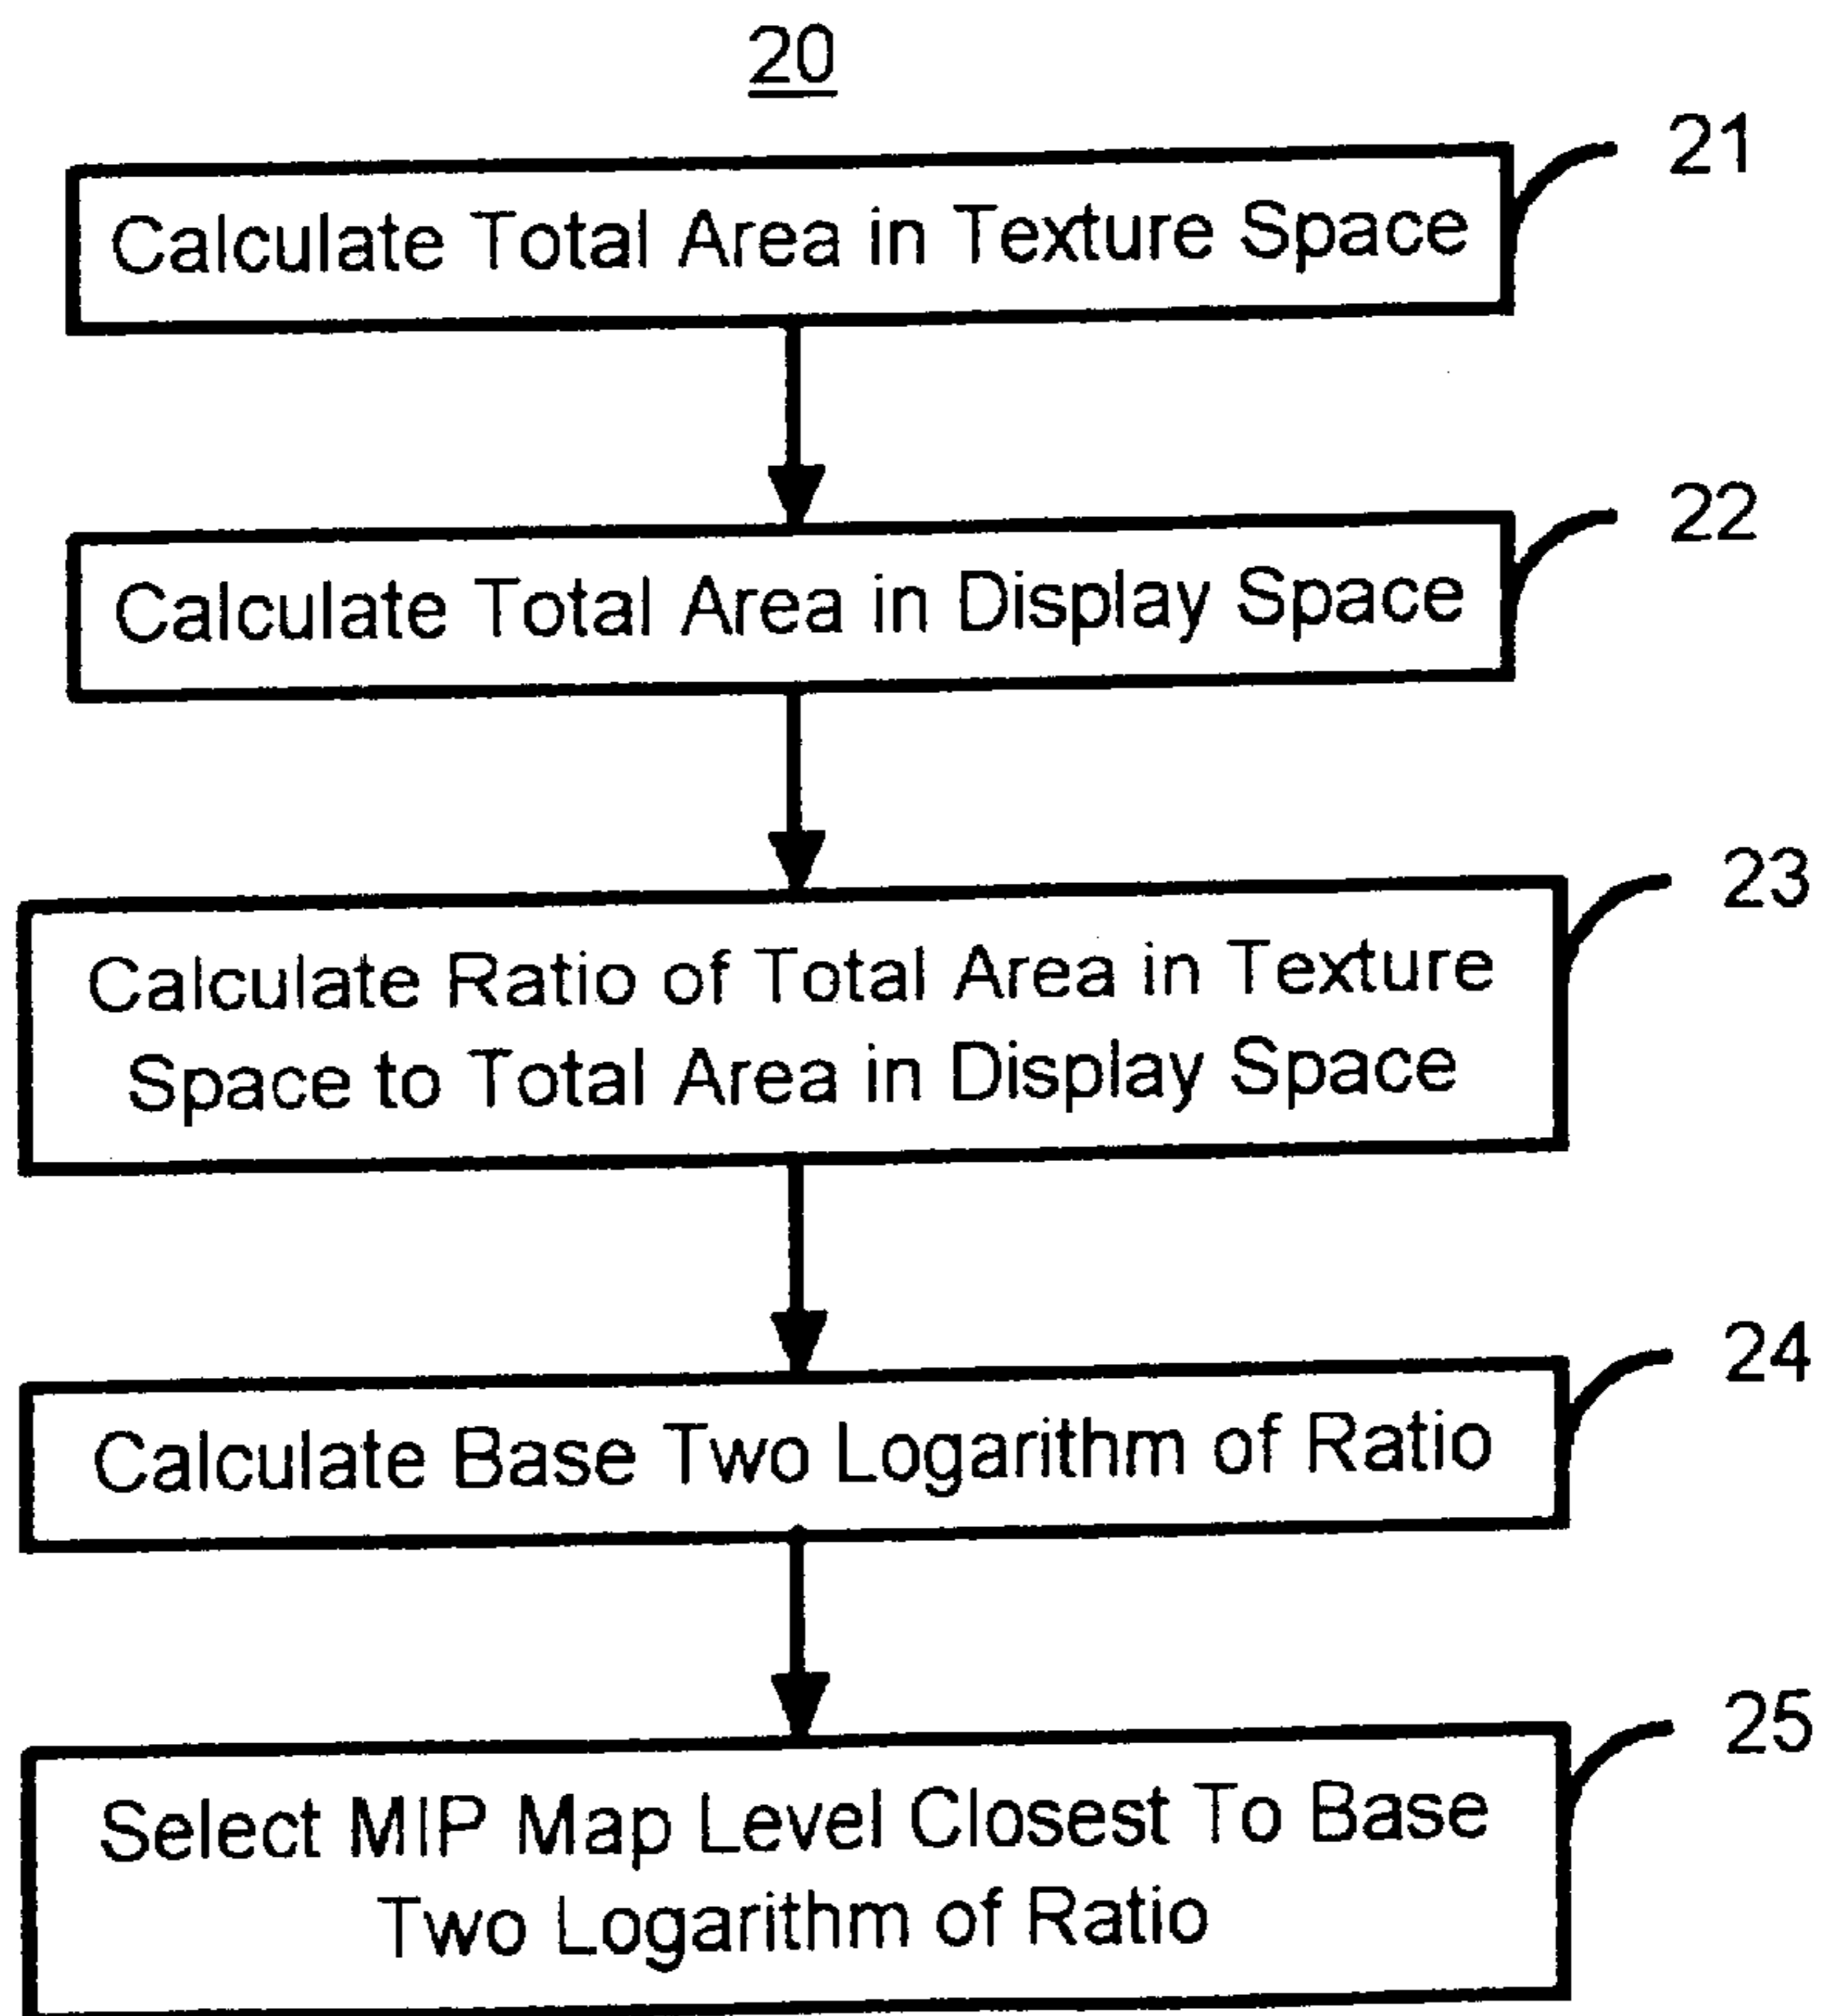 20
21
Calculate Total Area in Texture Space
22
Calculate Total Area in Display Space
23
Calculate Ratio of Total Area in Texture
Space to Total Area in Display Space
24
Calculate Base Two Logarithm of Ratio
25
Select MIP Map Level Closest To Base
Two Logarithm of Ratio